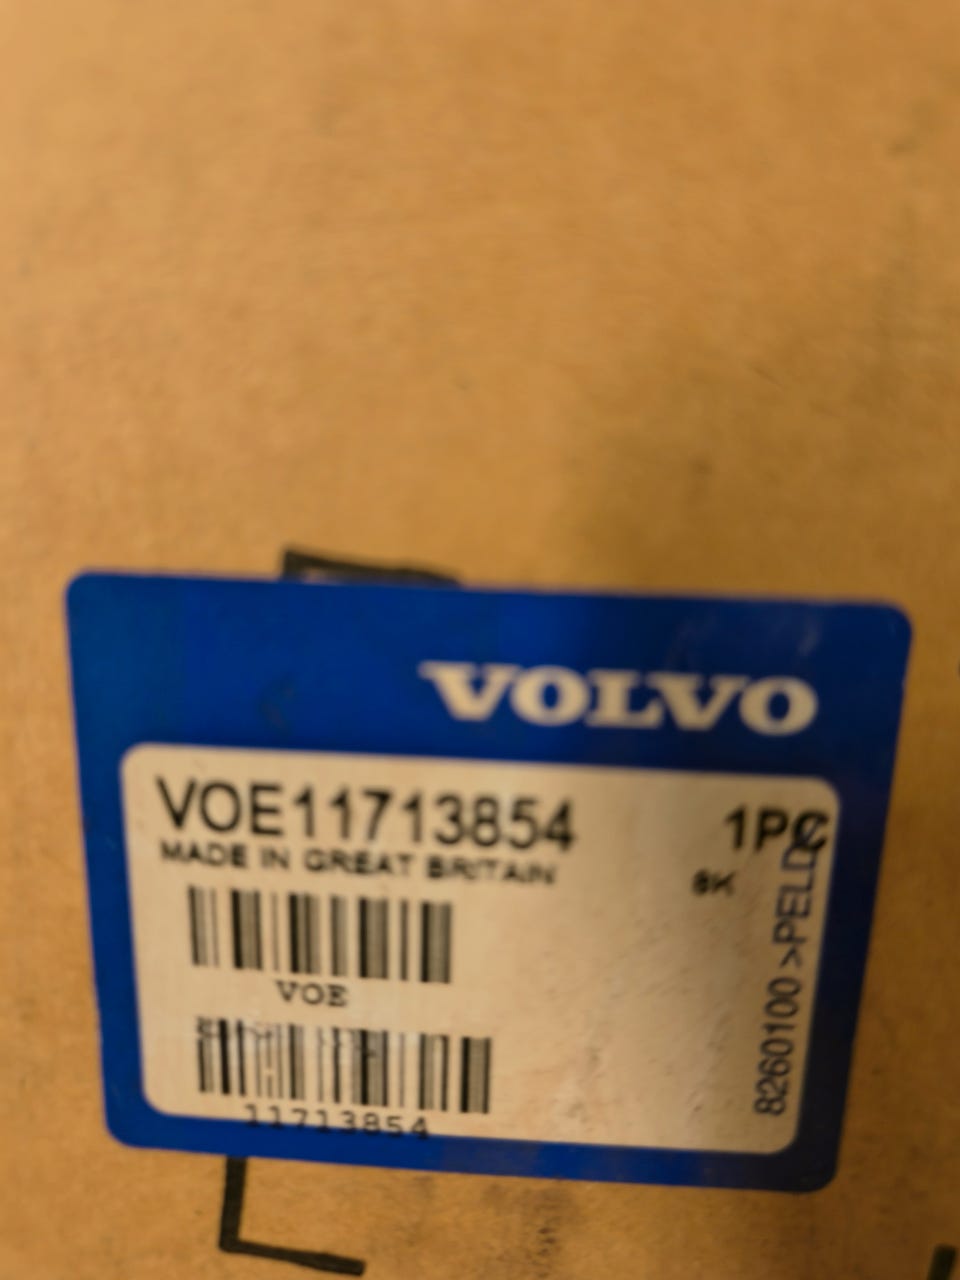 VOLVO
VOE11713854
1PC
MADE IN GREAT BRITAIN
8K
VOE
11713854
8260100 >PELD